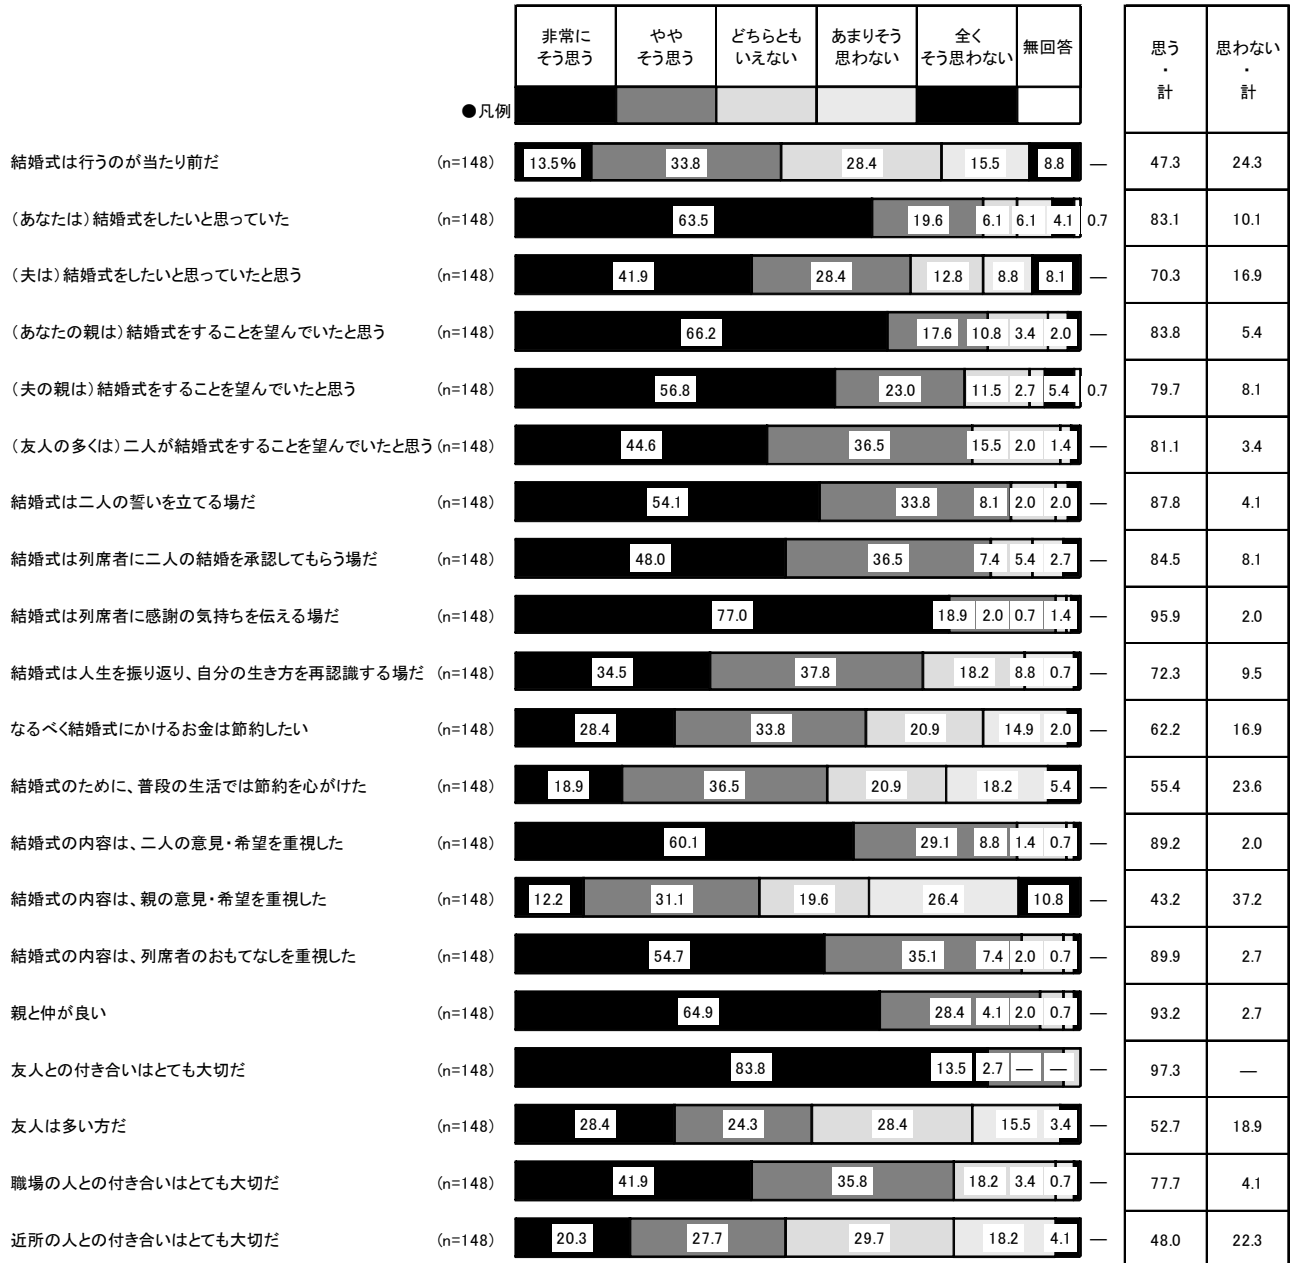 非常に
そう思う
やや
そう思う
どちらとも
いえない
あまりそう
思わない
全く
そう思わない
無回答
思う
・
計
思わない
・
計
●凡例
結婚式は行うのが当たり前だ (n=148) 13.5% 33.8 28.4 15.5 8.8 — 47.3 24.3
（あなたは）結婚式をしたいと思っていた (n=148) 63.5 19.6 6.1 6.1 4.1 0.7 83.1 10.1
（夫は）結婚式をしたいと思っていたと思う (n=148) 41.9 28.4 12.8 8.8 8.1 — 70.3 16.9
（あなたの親は）結婚式をすることを望んでいたと思う (n=148) 66.2 17.6 10.8 3.4 2.0 — 83.8 5.4
（夫の親は）結婚式をすることを望んでいたと思う (n=148) 56.8 23.0 11.5 2.7 5.4 0.7 79.7 8.1
（友人の多くは）二人が結婚式をすることを望んでいたと思う (n=148) 44.6 36.5 15.5 2.0 1.4 — 81.1 3.4
結婚式は二人の誓いを立てる場だ (n=148) 54.1 33.8 8.1 2.0 2.0 — 87.8 4.1
結婚式は列席者に二人の結婚を承認してもらう場だ (n=148) 48.0 36.5 7.4 5.4 2.7 — 84.5 8.1
結婚式は列席者に感謝の気持ちを伝える場だ (n=148) 77.0 18.9 2.0 0.7 1.4 — 95.9 2.0
結婚式は人生を振り返り、自分の生き方を再認識する場だ (n=148) 34.5 37.8 18.2 8.8 0.7 — 72.3 9.5
なるべく結婚式にかけるお金は節約したい (n=148) 28.4 33.8 20.9 14.9 2.0 — 62.2 16.9
結婚式のために、普段の生活では節約を心がけた (n=148) 18.9 36.5 20.9 18.2 5.4 — 55.4 23.6
結婚式の内容は、二人の意見・希望を重視した (n=148) 60.1 29.1 8.8 1.4 0.7 — 89.2 2.0
結婚式の内容は、親の意見・希望を重視した (n=148) 12.2 31.1 19.6 26.4 10.8 — 43.2 37.2
結婚式の内容は、列席者のおもてなしを重視した (n=148) 54.7 35.1 7.4 2.0 0.7 — 89.9 2.7
親と仲が良い (n=148) 64.9 28.4 4.1 2.0 0.7 — 93.2 2.7
友人との付き合いはとても大切だ (n=148) 83.8 13.5 2.7 — — — 97.3 —
友人は多い方だ (n=148) 28.4 24.3 28.4 15.5 3.4 — 52.7 18.9
職場の人との付き合いはとても大切だ (n=148) 41.9 35.8 18.2 3.4 0.7 — 77.7 4.1
近所の人との付き合いはとても大切だ (n=148) 20.3 27.7 29.7 18.2 4.1 — 48.0 22.3